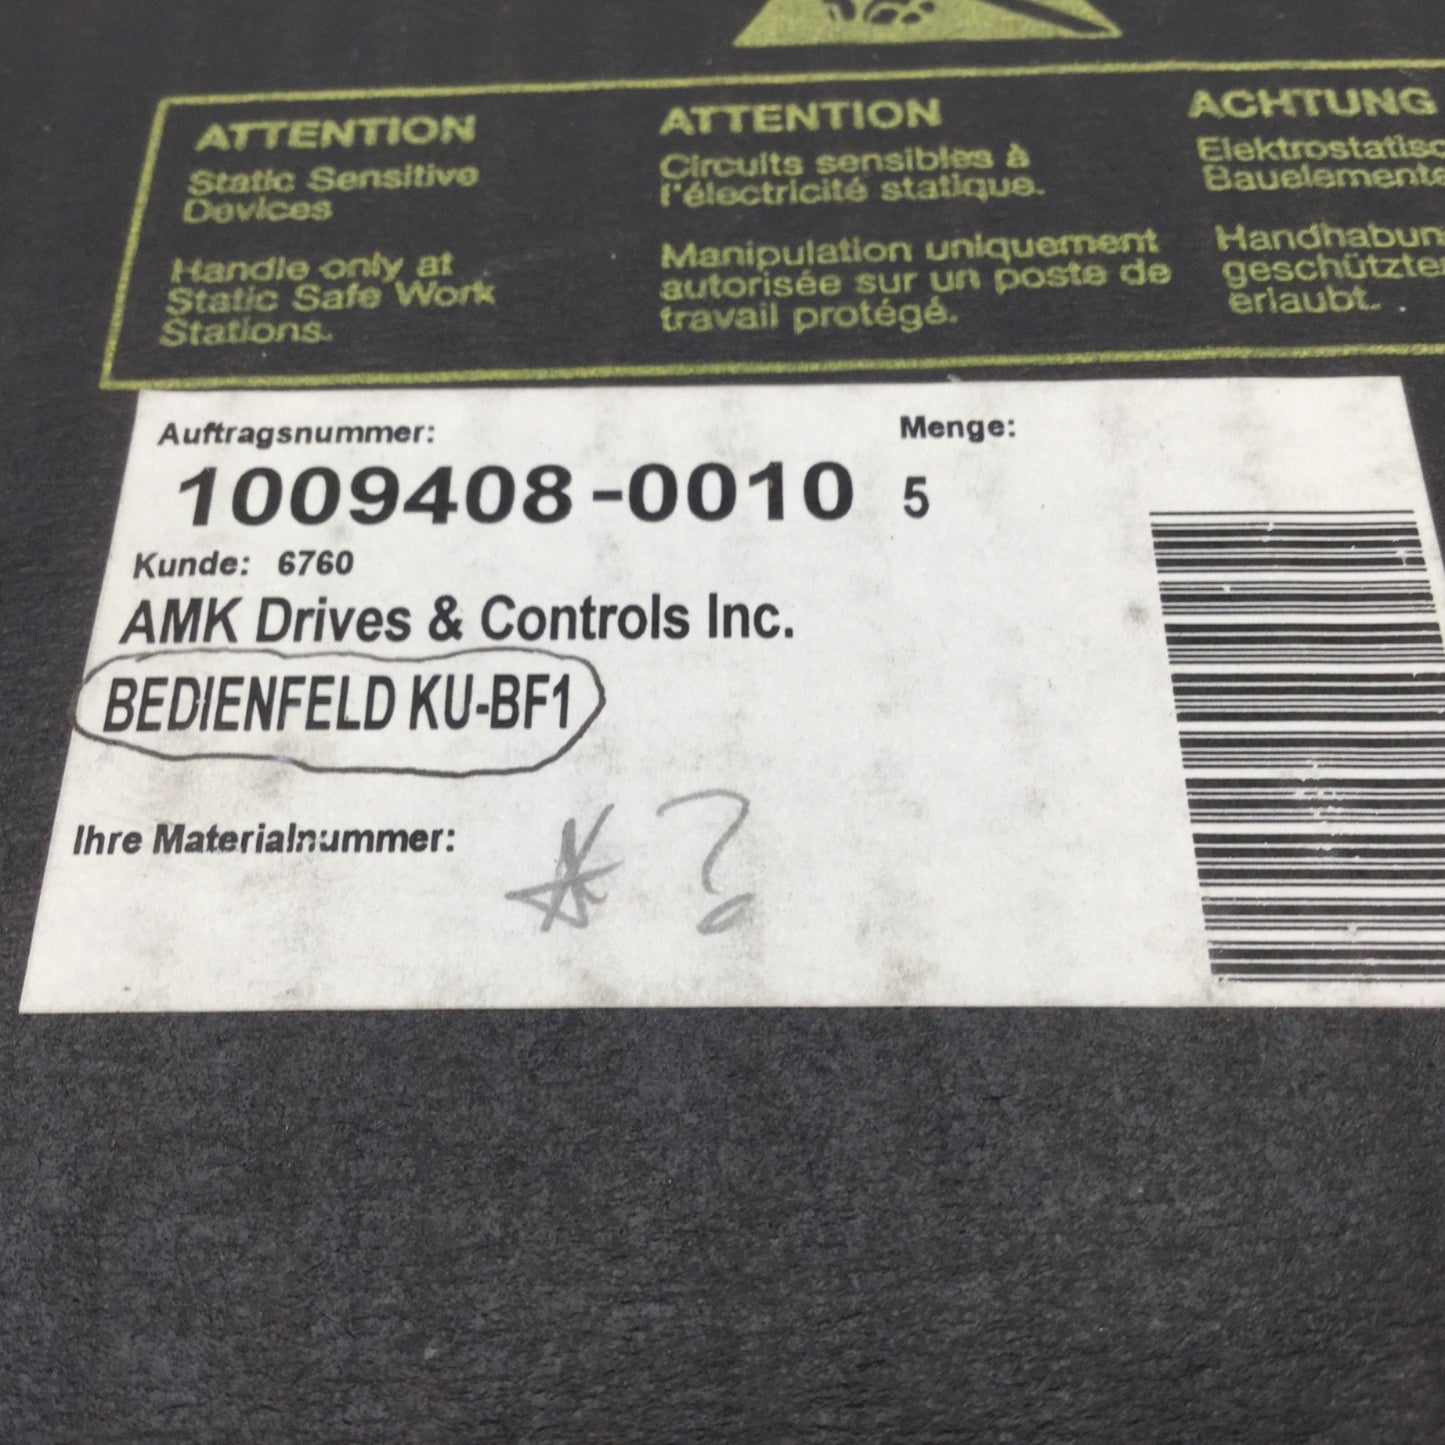 ATTENTION
Static Sensitive
Devices
Handle only at
Static Safe Work
Stations.
ATTENTION
Circuits sensibles à
l'électricité statique.
Manipulation uniquement
autorisée sur un poste de
travail protégé.
ACHTUNG
Bauelemente
erlaubt.
Auftragsnummer:
Menge:
1009408-0010 5
Kunde: 6760
AMK Drives & Controls Inc.
BEDIENFELD KU-BF1
Ihre Materialnummer:
* ?